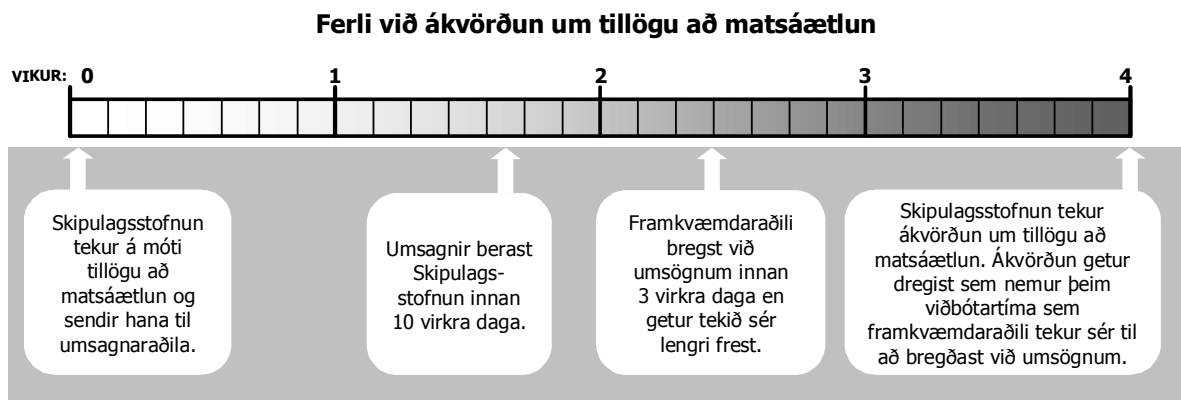 Ferli við ákvörðun um tillögu að matsáætlun
VIKUR: 0 1 2 3 4
Skipulagsstofnun
tekur á móti
tillögu að
matsáætlun og
sendir hana til
umsagnaraðila.
Umsagnir berast
Skipulags-
stofnun innan
10 virkra daga.
Framkvæmdaraðili
bregst við
umsögnum innan
3 virkra daga en
getur tekið sér
lengri frest.
Skipulagsstofnun tekur
ákvörðun um tillögu að
matsáætlun. Ákvörðun getur
dregist sem nemur þeim
viðbótartíma sem
framkvæmdaraðili tekur sér til
að bregðast við umsögnum.